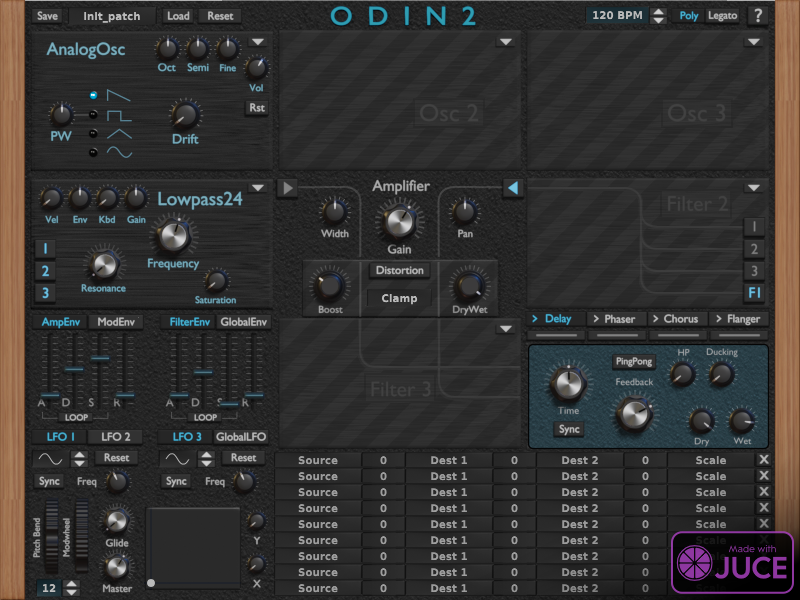 Save Init_patch Load Reset ODIN 2 120 BPM Poly Legato ?
AnalogOsc
Oct Semi Fine
Vol
PW
Drift
Rst
Osc 2
Osc 3
Lowpass24
Vel Env Kbd Gain
1
2
3
Resonance
Frequency
Saturation
Amplifier
Width
Gain
Pan
Distortion
Boost
Clamp
DryWet
Filter 2
1
2
3
FI
AmpEnv ModEnv
A D S R
LOOP
FilterEnv GlobalEnv
A D S R
LOOP
Filter 3
> Delay > Phaser > Chorus > Flanger
Time
Sync
PingPong
Feedback
HP
Ducking
Dry
Wet
LFO 1 LFO 2
Reset
Sync Freq
LFO 3 GlobalLFO
Reset
Sync Freq
Pitch Bend
Modwheel
12
Glide
Master
Y
X
Source 0 Dest 1 0 Dest 2 0 Scale X
Source 0 Dest 1 0 Dest 2 0 Scale X
Source 0 Dest 1 0 Dest 2 0 Scale X
Source 0 Dest 1 0 Dest 2 0 Scale X
Source 0 Dest 1 0 Dest 2 0 Scale X
Source 0 Dest 1 0 Dest 2 0 Scale X
Source 0 Dest 1 0 Dest 2 0
Source 0 Dest 1 0 Dest 2 0
Source 0 Dest 1 0 Dest 2 0
Made with
JUCE